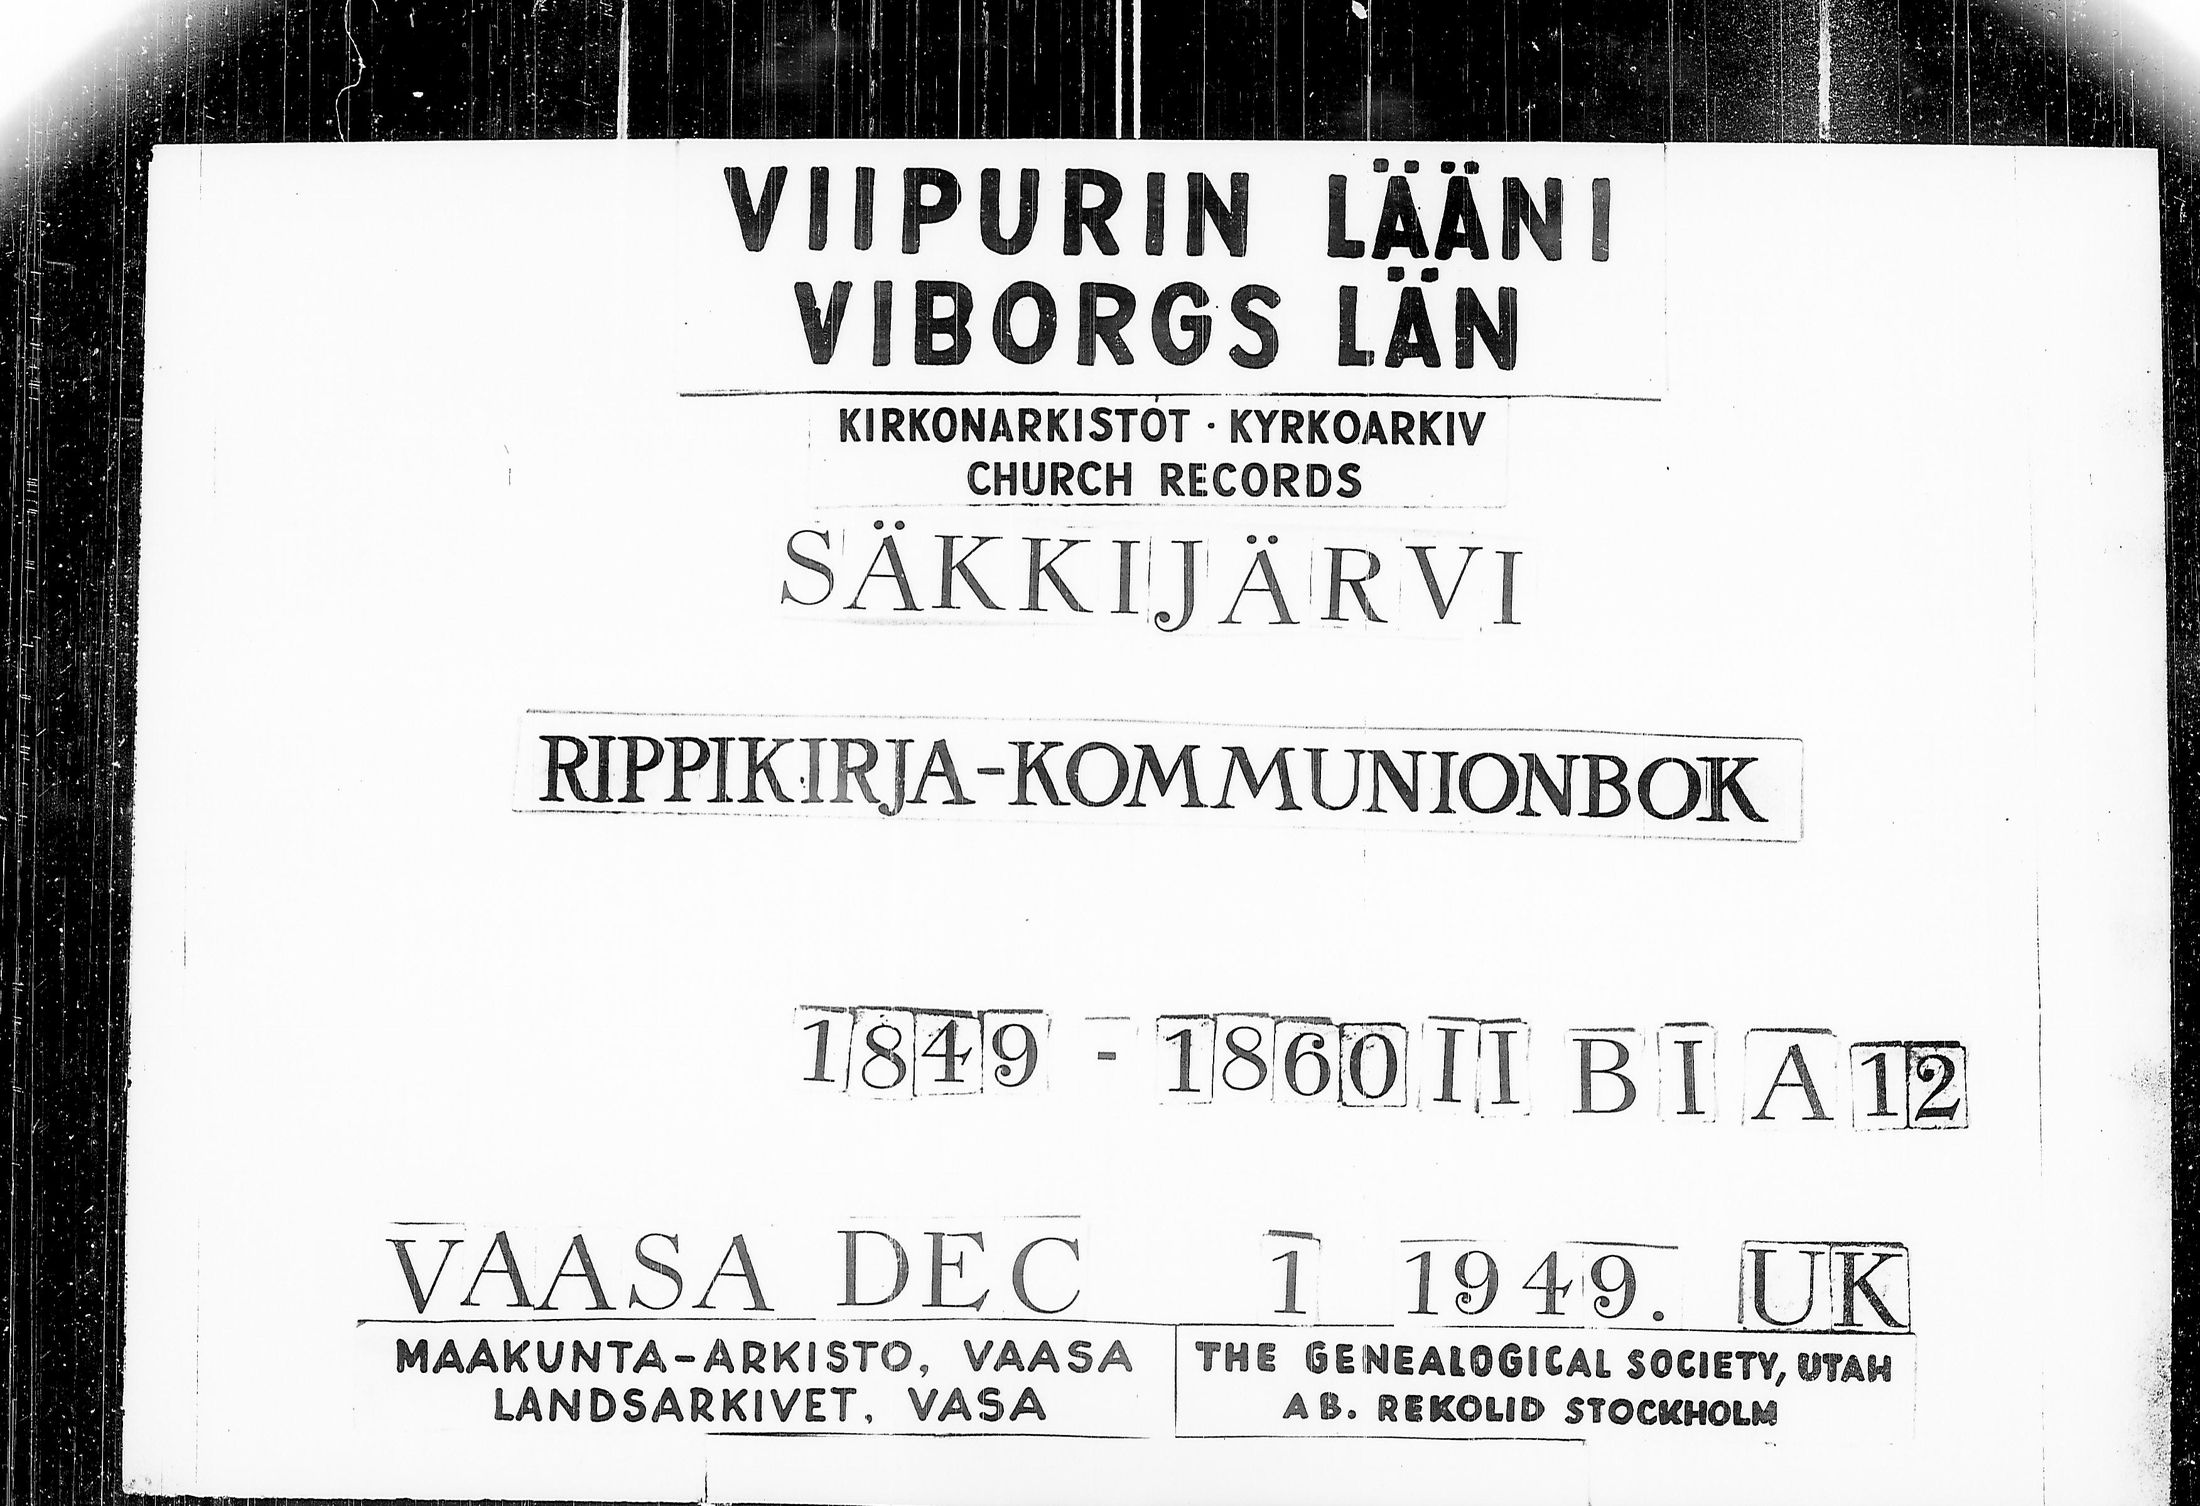 VIIPURIN LÄÄNI
VIBORGS LÄN
KIRKONARKISTOT · KYRKOARKIV
CHURCH RECORDS
SÄKKIJÄRVI
RIPPIKIRJA-KOMMUNIONBOK
1849 - 1860 II B I A 12
VAASA DEC 1 1949. UK
MAAKUNTA-ARKISTO, VAASA
LANDSARKIVET, VASA
THE GENEALOGICAL SOCIETY, UTAH
AB. REKOLID STOCKHOLM